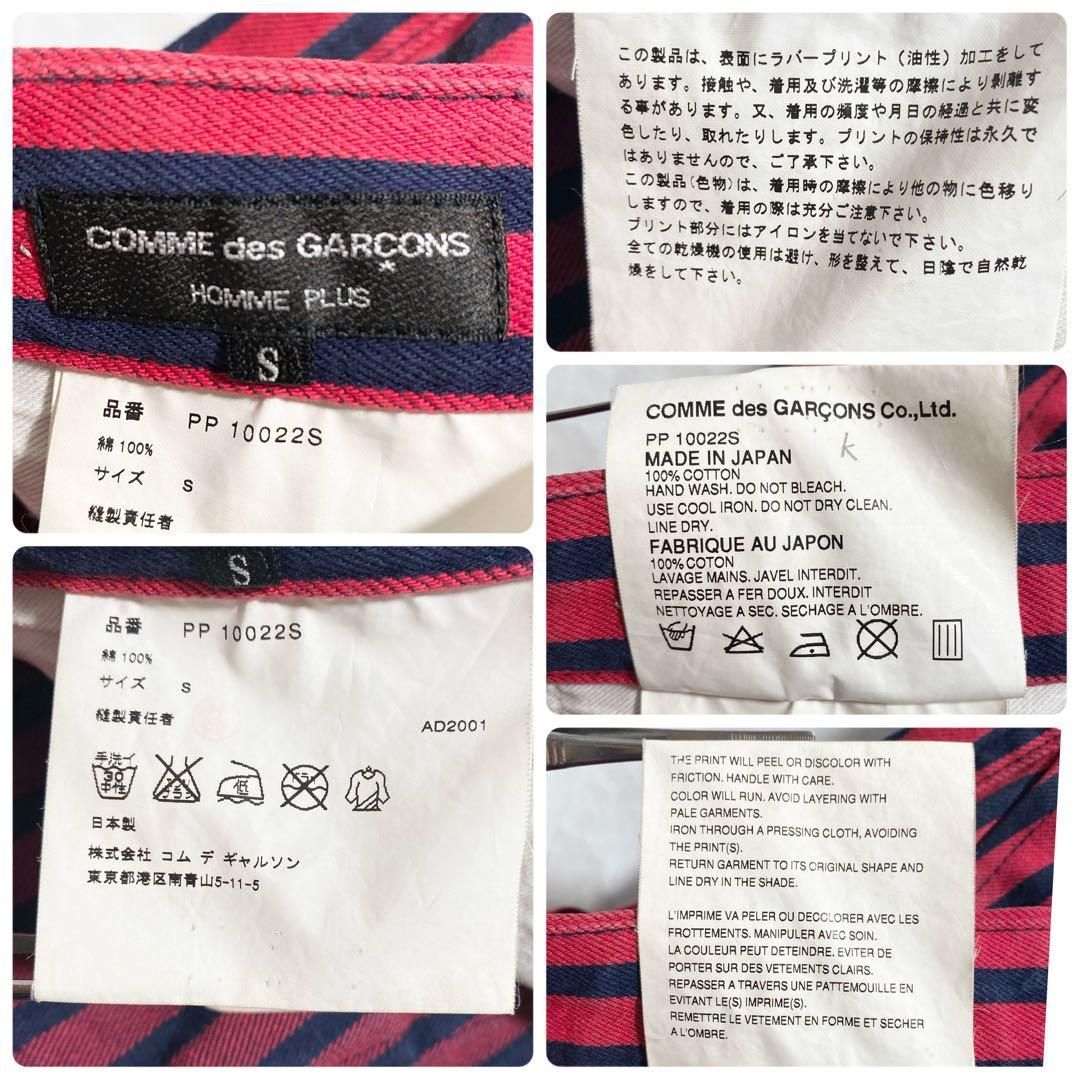 COMME des GARÇONS
*
HOMME PLUS
S
品番 PP 10022S
綿 100%
サイズ S
縫製責任者
この製品は、表面にラバープリント（油性）加工をして
あります。接触や、着用及び洗濯等の摩擦により剥離す
る事があります。又、着用の頻度や月日の経過と共に変
色したり、取れたりします。プリントの保持性は永久で
はありませんので、ご了承下さい。
この製品(色物)は、着用時の摩擦により他の物に色移り
しますので、着用の際は充分ご注意下さい。
プリント部分にはアイロンを当てないで下さい。
全ての乾燥機の使用は避け、形を整えて、日陰で自然乾
燥をして下さい。
COMME des GARÇONS Co.,Ltd.
PP 10022S
k
MADE IN JAPAN
100% COTTON
HAND WASH. DO NOT BLEACH.
USE COOL IRON. DO NOT DRY CLEAN.
LINE DRY.
FABRIQUE AU JAPON
100% COTON
LAVAGE MAINS. JAVEL INTERDIT.
REPASSER A FER DOUX. INTERDIT
NETTOYAGE A SEC. SECHAGE A L'OMBRE.
S
品番 PP 10022S
綿 100%
サイズ S
縫製責任者
AD2001
手洗イ
30
中性
低
日本製
株式会社 コム デ ギャルソン
東京都港区南青山5-11-5
THE PRINT WILL PEEL OR DISCOLOR WITH
FRICTION. HANDLE WITH CARE.
COLOR WILL RUN. AVOID LAYERING WITH
PALE GARMENTS.
IRON THROUGH A PRESSING CLOTH, AVOIDING
THE PRINT(S).
RETURN GARMENT TO ITS ORIGINAL SHAPE AND
LINE DRY IN THE SHADE.
L'IMPRIME VA PELER OU DECOLORER AVEC LES
FROTTEMENTS. MANIPULER AVEC SOIN.
LA COULEUR PEUT DETEINDRE. EVITER DE
PORTER SUR DES VETEMENTS CLAIRS.
REPASSER A TRAVERS UNE PATTEMOUILLE EN
EVITANT LE(S) IMPRIME(S).
REMETTRE LE VETEMENT EN FORME ET SECHER
A L'OMBRE.